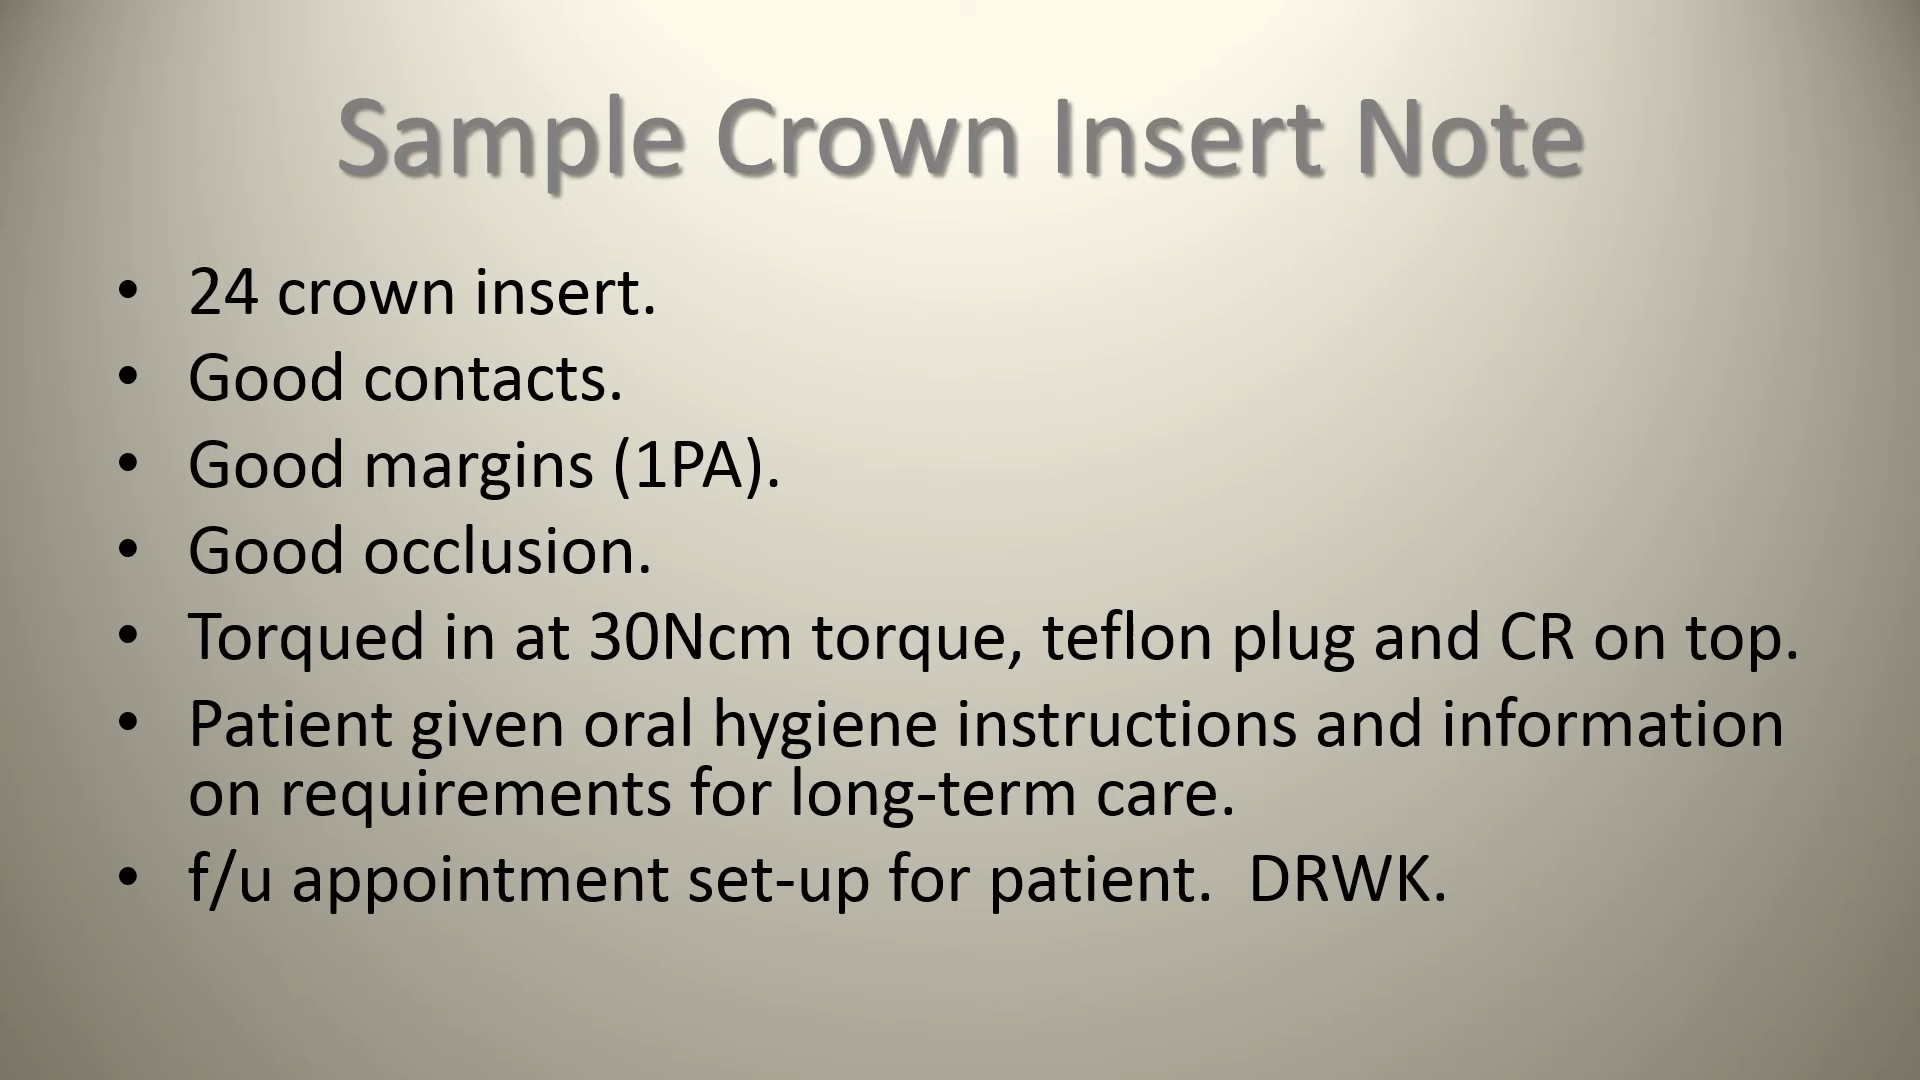 Sample Crown Insert Note
• 24 crown insert.
• Good contacts.
• Good margins (1PA).
• Good occlusion.
• Torqued in at 30Ncm torque, teflon plug and CR on top.
• Patient given oral hygiene instructions and information
on requirements for long-term care.
• f/u appointment set-up for patient.  DRWK.